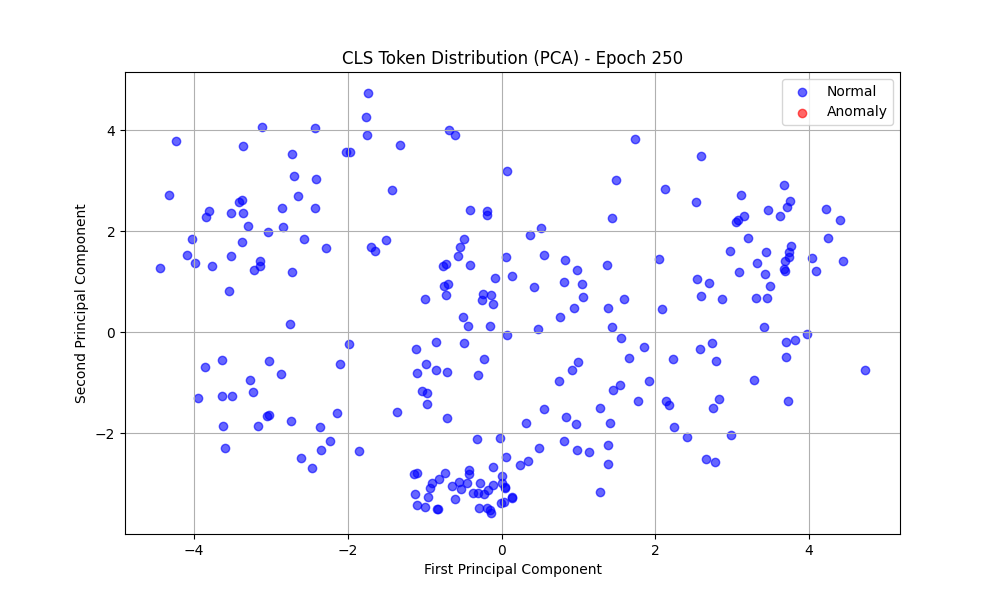 CLS Token Distribution (PCA) - Epoch 250
Normal
Anomaly
4
2
0
−2
Second Principal Component
−4
−2
0
2
4
First Principal Component